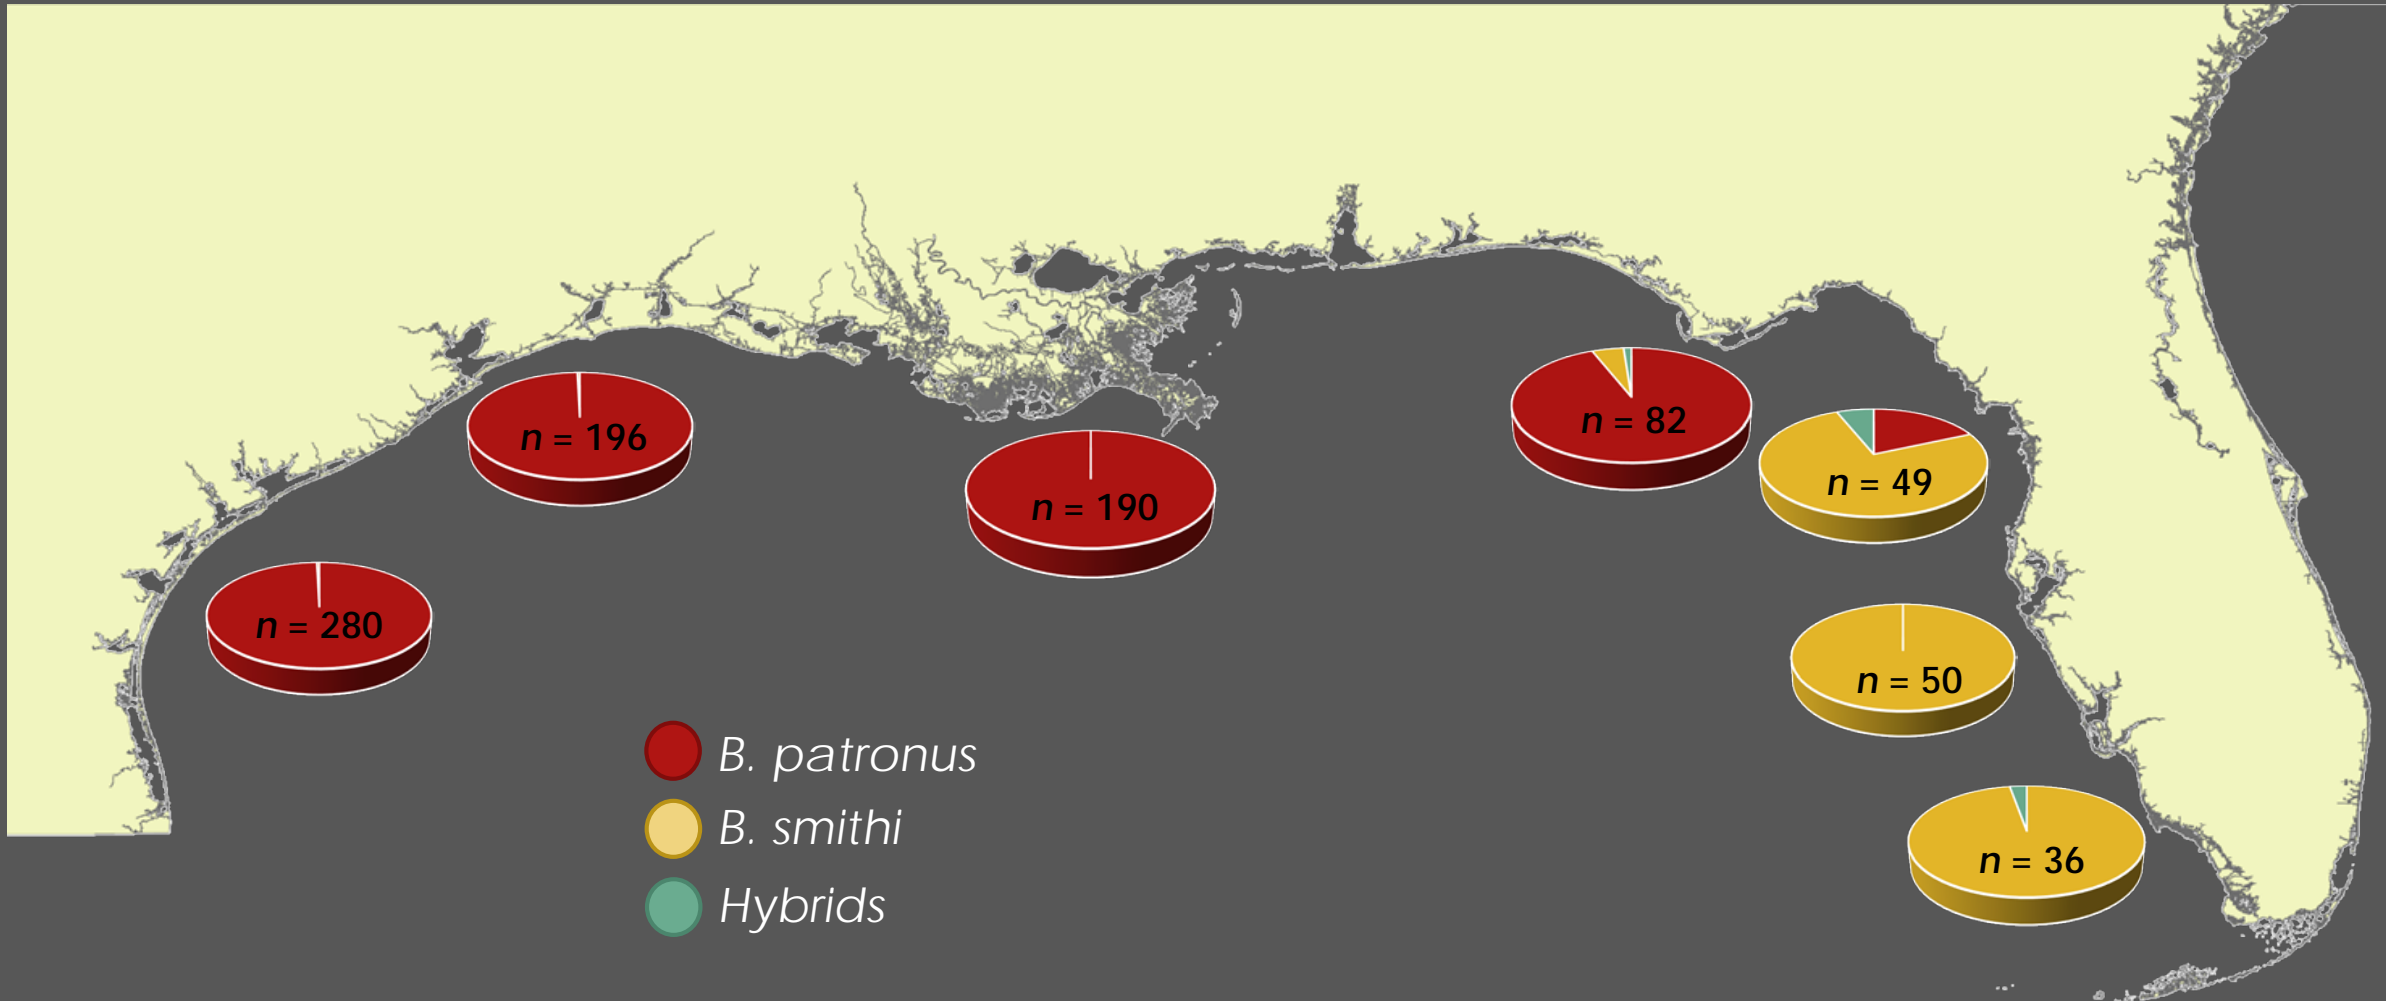 n = 82
n = 196
n = 49
n = 190
n = 280
n = 50
B. patronus
B. smithi
n = 36
Hybrids